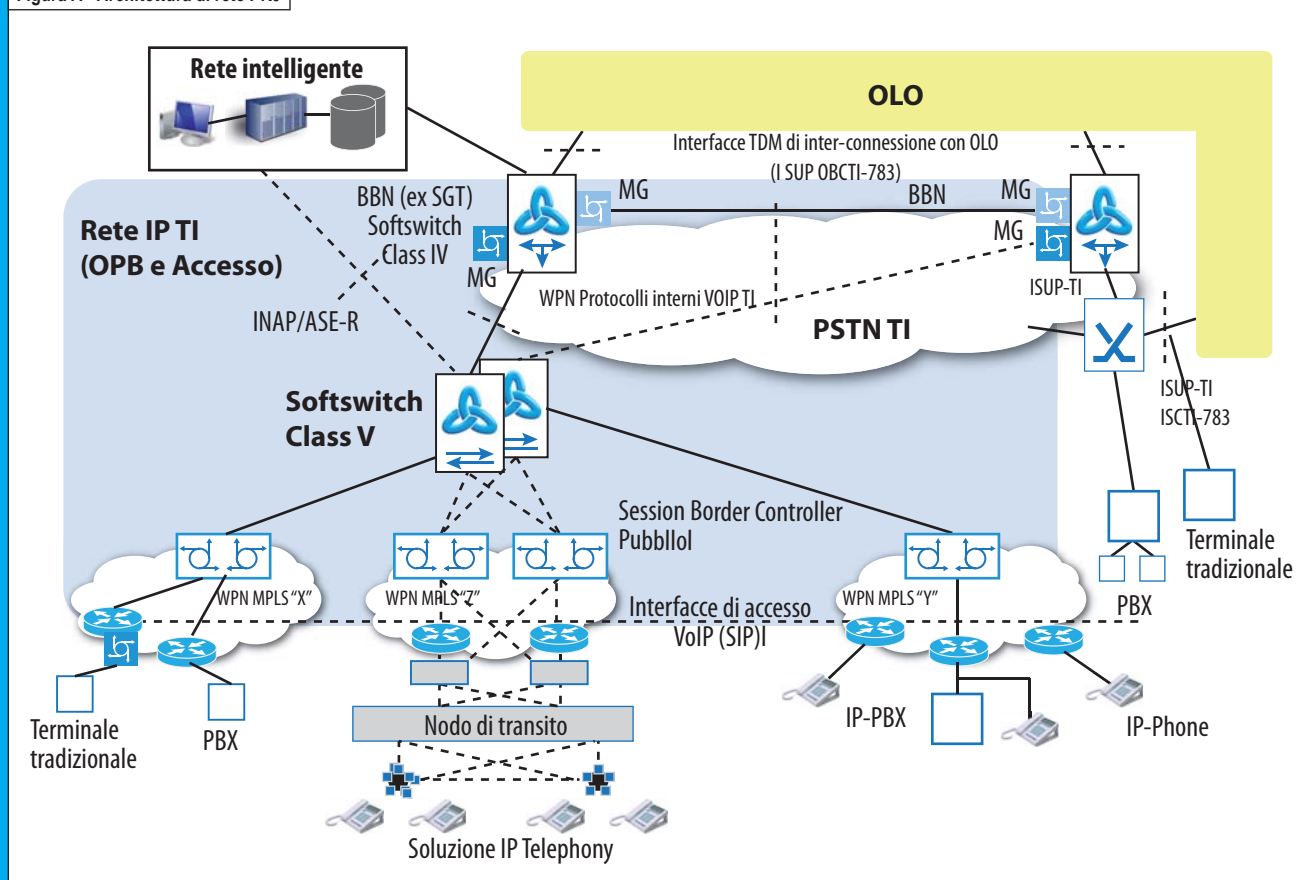 Rete intelligente
OLO
Interfacce TDM di inter-connessione con OLO
(I SUP OBCTI-783)
BBN (ex SGT)
Softswitch
Class IV
MG
BBN
MG
Rete IP TI
(OPB e Accesso)
MG
MG
ISUP-TI
WPN Protocolli interni VOIP TI
INAP/ASE-R
PSTN TI
ISUP-TI
ISCTI-783
Softswitch
Class V
Session Border Controller
Pubbllol
Terminale
tradizionale
PBX
WPN MPLS “X”
WPN MPLS “Z”
WPN MPLS “Y”
Interfacce di accesso
VoIP (SIP)I
Terminale
tradizionale
PBX
Nodo di transito
IP-PBX
IP-Phone
Soluzione IP Telephony